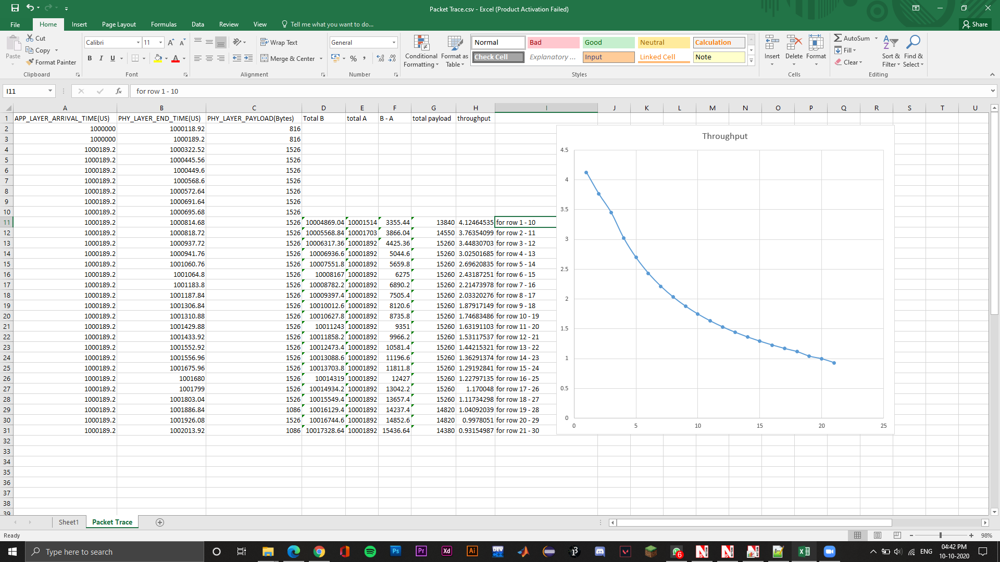 Packet Trace.csv - Excel (Product Activation Failed)
File Home Insert Page Layout Formulas Data Review View Tell me what you want to do... Share
Paste Cut Copy Format Painter Clipboard
Calibri 11 B I U A Font
Wrap Text Merge & Center Alignment
General % Number
Conditional Formatting Format as Table
Normal Bad Good Neutral Calculation
Check Cell Explanatory ... Input Linked Cell Note
Styles
Insert Delete Format Cells
AutoSum Fill Clear Sort & Filter Find & Select Editing
I11 fx for row 1 - 10
A B C D E F G H I J K L M N O P Q R S T U
1 APP_LAYER_ARRIVAL_TIME(US) PHY_LAYER_END_TIME(US) PHY_LAYER_PAYLOAD(Bytes) Total B total A B - A total payload throughput
2 1000000 1000118.92 816
3 1000000 1000189.2 816
4 1000189.2 1000322.52 1526
5 1000189.2 1000445.56 1526
6 1000189.2 1000449.6 1526
7 1000189.2 1000568.6 1526
8 1000189.2 1000572.64 1526
9 1000189.2 1000691.64 1526
10 1000189.2 1000695.68 1526
11 1000189.2 1000814.68 1526 10004869.04 10001514 3355.44 13840 4.12464535 for row 1 - 10
12 1000189.2 1000818.72 1526 10005568.84 10001703 3866.04 14550 3.76354099 for row 2 - 11
13 1000189.2 1000937.72 1526 10006317.36 10001892 4425.36 15260 3.44830703 for row 3 - 12
14 1000189.2 1000941.76 1526 10006936.6 10001892 5044.6 15260 3.02501685 for row 4 - 13
15 1000189.2 1001060.76 1526 10007551.8 10001892 5659.8 15260 2.69620835 for row 5 - 14
16 1000189.2 1001064.8 1526 10008167 10001892 6275 15260 2.43187251 for row 6 - 15
17 1000189.2 1001183.8 1526 10008782.2 10001892 6890.2 15260 2.21473978 for row 7 - 16
18 1000189.2 1001187.84 1526 10009397.4 10001892 7505.4 15260 2.03320276 for row 8 - 17
19 1000189.2 1001306.84 1526 10010012.6 10001892 8120.6 15260 1.87917149 for row 9 - 18
20 1000189.2 1001310.88 1526 10010627.8 10001892 8735.8 15260 1.74683486 for row 10 - 19
21 1000189.2 1001429.88 1526 10011243 10001892 9351 15260 1.63191103 for row 11 - 20
22 1000189.2 1001433.92 1526 10011858.2 10001892 9966.2 15260 1.53117537 for row 12 - 21
23 1000189.2 1001552.92 1526 10012473.4 10001892 10581.4 15260 1.44215321 for row 13 - 22
24 1000189.2 1001556.96 1526 10013088.6 10001892 11196.6 15260 1.36291374 for row 14 - 23
25 1000189.2 1001675.96 1526 10013703.8 10001892 11811.8 15260 1.29192841 for row 15 - 24
26 1000189.2 1001680 1526 10014319 10001892 12427 15260 1.22797135 for row 16 - 25
27 1000189.2 1001799 1526 10014934.2 10001892 13042.2 15260 1.170048 for row 17 - 26
28 1000189.2 1001803.04 1526 10015549.4 10001892 13657.4 15260 1.11734298 for row 18 - 27
29 1000189.2 1001886.84 1086 10016129.4 10001892 14237.4 14820 1.04092039 for row 19 - 28
30 1000189.2 1001926.08 1526 10016744.6 10001892 14852.6 14820 0.9978051 for row 20 - 29
31 1000189.2 1002013.92 1086 10017328.64 10001892 15436.64 14380 0.93154987 for row 21 - 30
32
33
34
35
36
37
38
39
Throughput
4.5
4
3.5
3
2.5
2
1.5
1
0.5
0
0 5 10 15 20 25
Sheet1 Packet Trace
Ready 98%
Type here to search
Ps Pr Xd Ai DEV 6 ENG 04:42 PM
10-10-2020